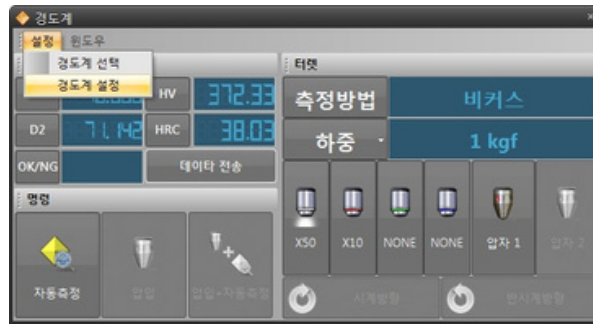 경도계
설정 윈도우
경도계 선택
경도계 설정
터렛
HV 372.33
측정방법 비커스
D2 71.142 HRC 38.03
하중 1 kgf
OK/NG 데이타 전송
명령
X50 X10 NONE NONE 압자 1 압자 2
자동측정 압입 압입+자동측정
시계방향 반시계방향